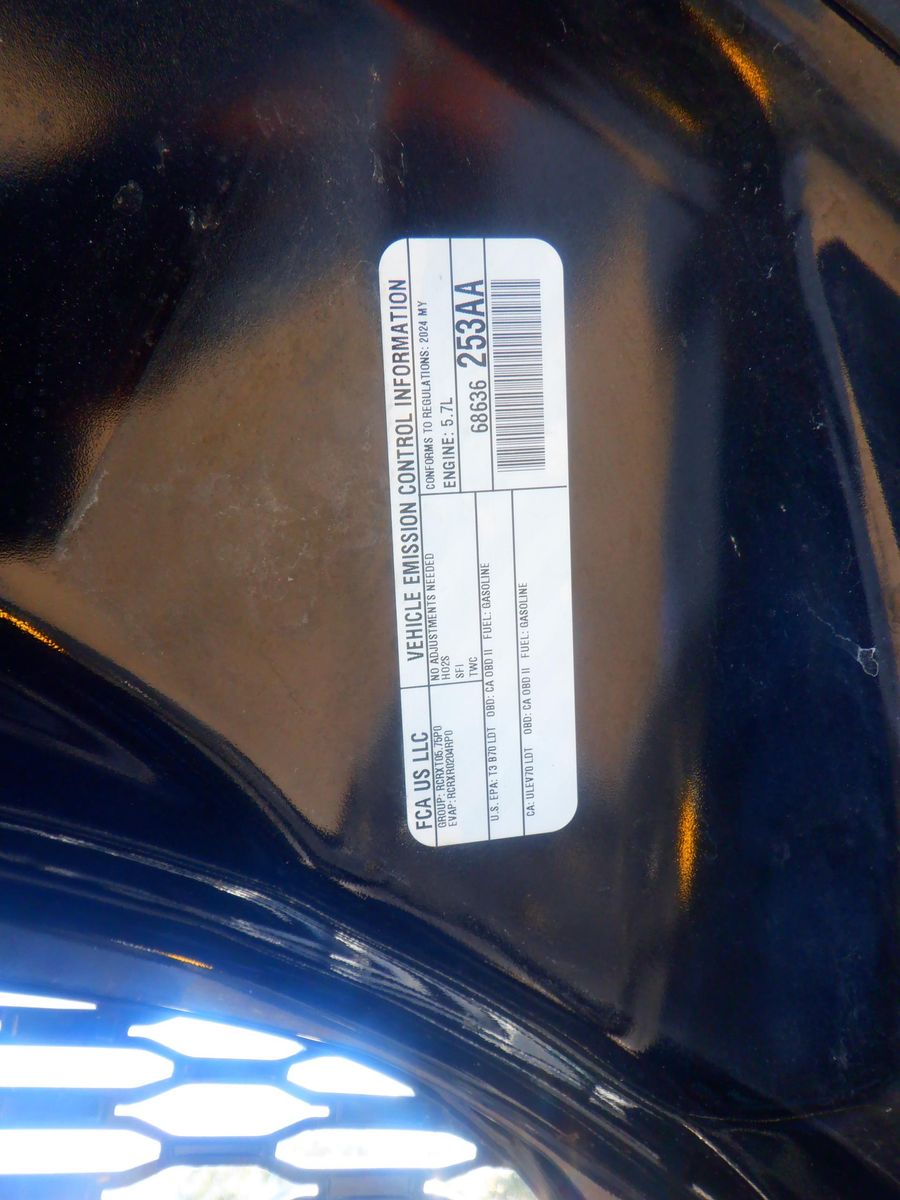 FCA US LLC
VEHICLE EMISSION CONTROL INFORMATION
GROUP: RCRXT05.75P0
EVAP: RCRXR0204RP0
NO ADJUSTMENTS NEEDED
HO2S
SFI
TWC
CONFORMS TO REGULATIONS: 2024 MY
ENGINE: 5.7L
68636 253AA
U.S. EPA: T3 B70 LDT OBD: CA OBD II FUEL: GASOLINE
CA: ULEV70 LDT OBD: CA OBD II FUEL: GASOLINE